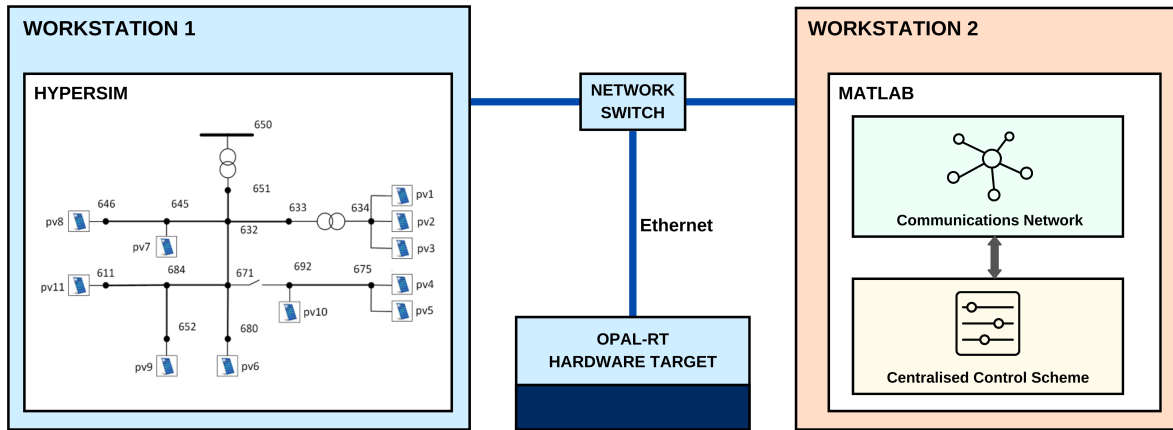 WORKSTATION 1
HYPERSIM
650
651
646
645
632
633
634
pv1
pv2
pv3
pv8
pv7
611
684
671
692
675
pv11
pv10
pv4
pv5
652
680
pv9
pv6
NETWORK
SWITCH
Ethernet
OPAL-RT
HARDWARE TARGET
WORKSTATION 2
MATLAB
Communications Network
Centralised Control Scheme